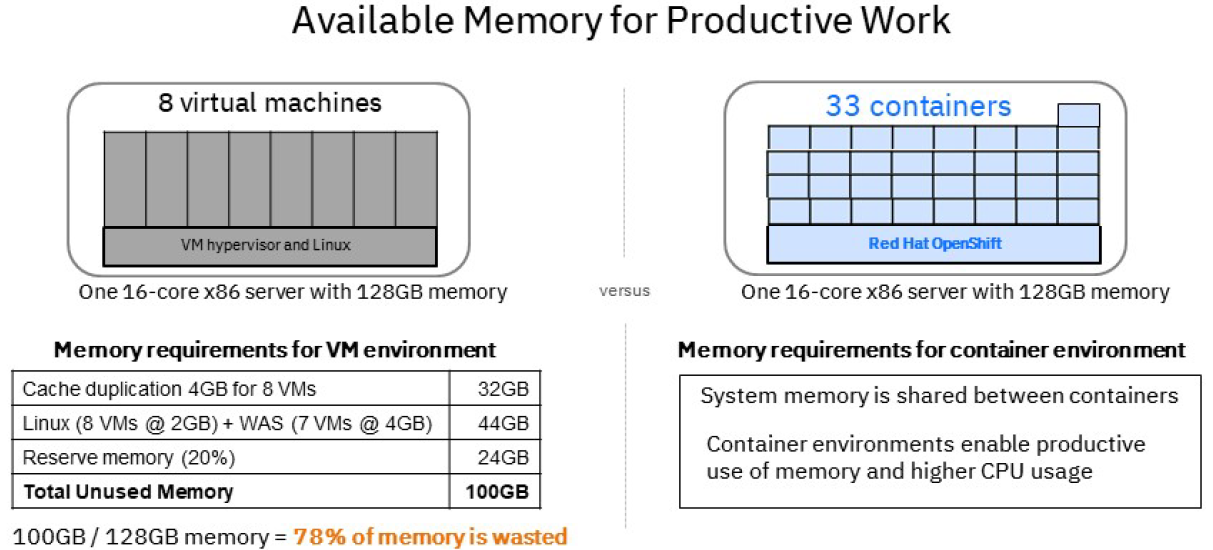 Available Memory for Productive Work
8 virtual machines
VM hypervisor and Linux
One 16-core x86 server with 128GB memory
versus
33 containers
Red Hat OpenShift
One 16-core x86 server with 128GB memory
Memory requirements for VM environment
Cache duplication 4GB for 8 VMs 32GB
Linux (8 VMs @ 2GB) + WAS (7 VMs @ 4GB) 44GB
Reserve memory (20%) 24GB
Total Unused Memory 100GB
100GB / 128GB memory = 78% of memory is wasted
Memory requirements for container environment
System memory is shared between containers
Container environments enable productive
use of memory and higher CPU usage